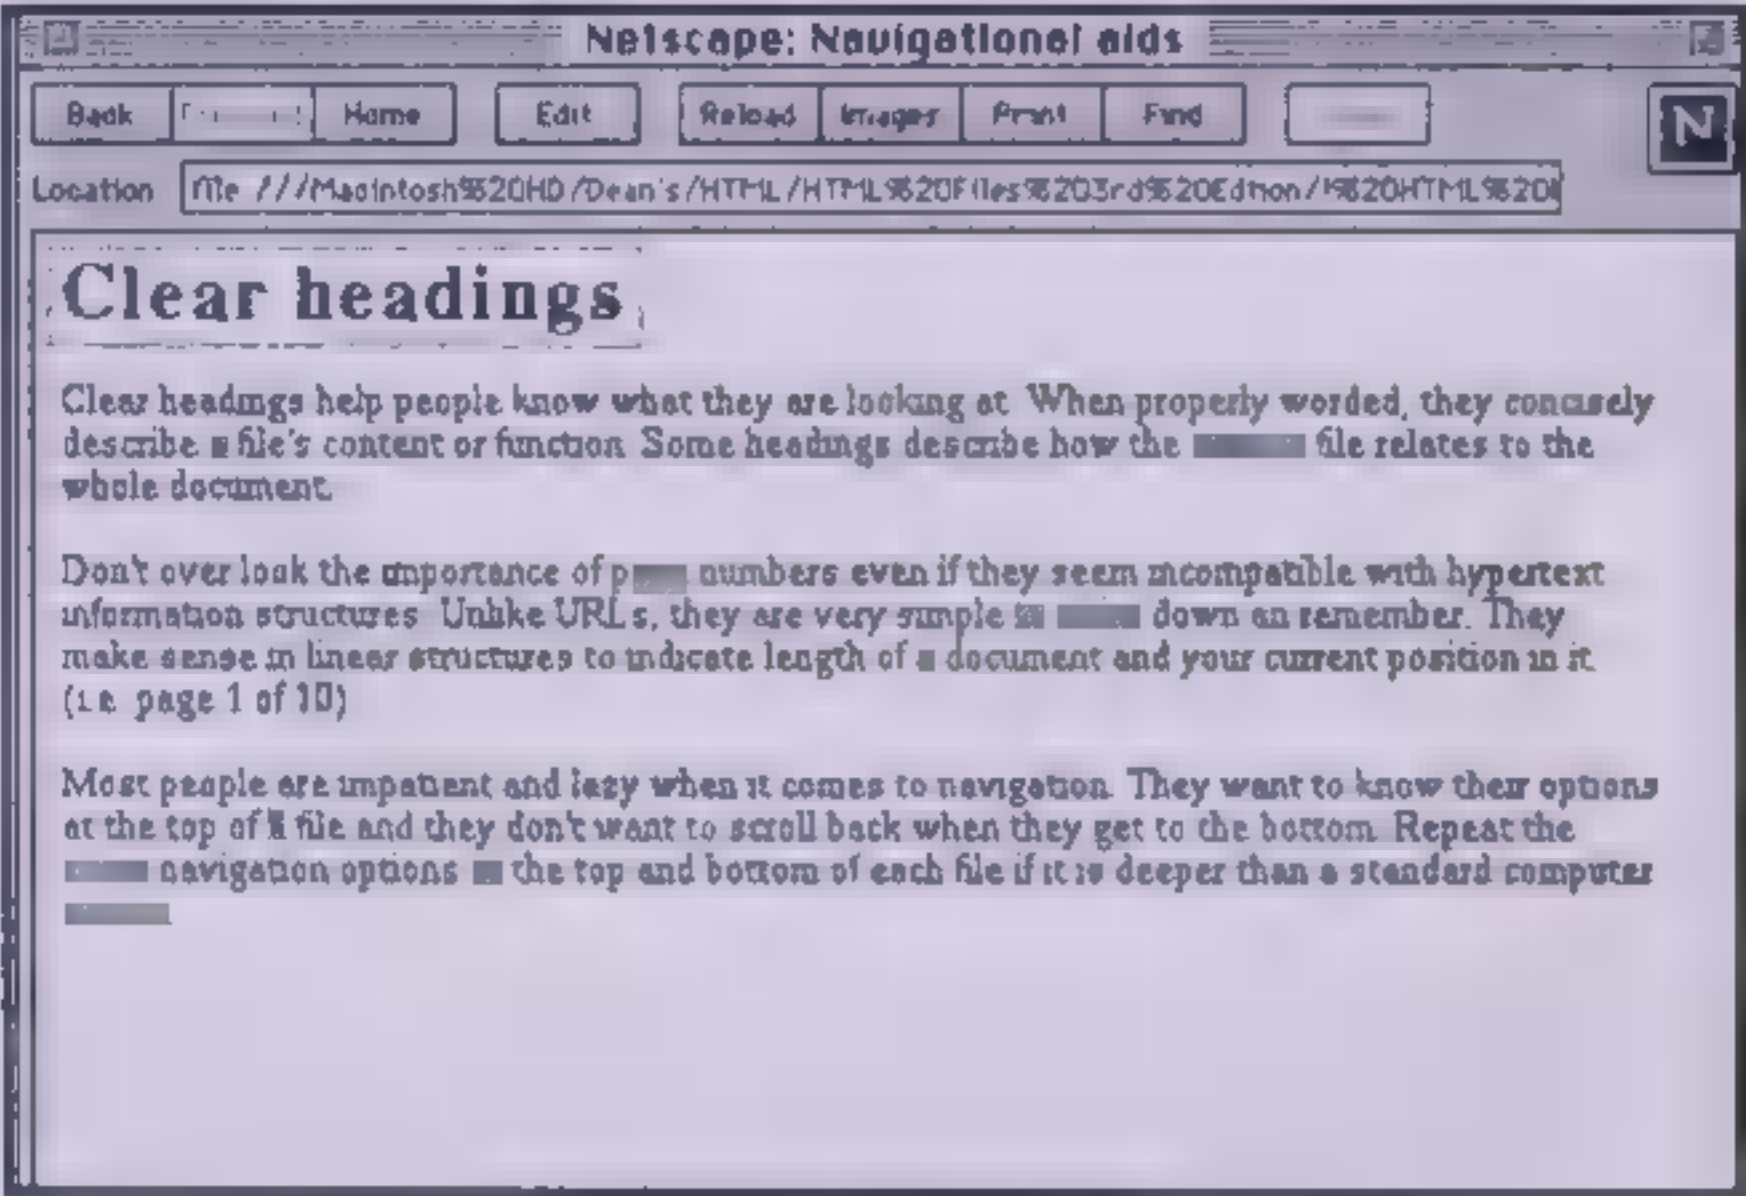 Netscape: Navigational aids
Back Home Edit Reload Images Print Find
N
Location file:///Macintosh%20HD/Dean's/HTML/HTML%20Files%203rd%20Edition/!%20HTML%20
Clear headings
Clear headings help people know what they are looking at. When properly worded, they concisely
describe a file's content or function. Some headings describe how the file relates to the
whole document.
Don't over look the importance of numbers even if they seem incompatible with hypertext
information structures. Unlike URLs, they are very simple down an remember. They
make sense in linear structures to indicate length of a document and your current position in it.
(i.e. page 1 of 10)
Most people are impatient and lazy when it comes to navigation. They want to know their options
at the top of a file and they don't want to scroll back when they get to the bottom. Repeat the
navigation options the top and bottom of each file if it is deeper than a standard computer